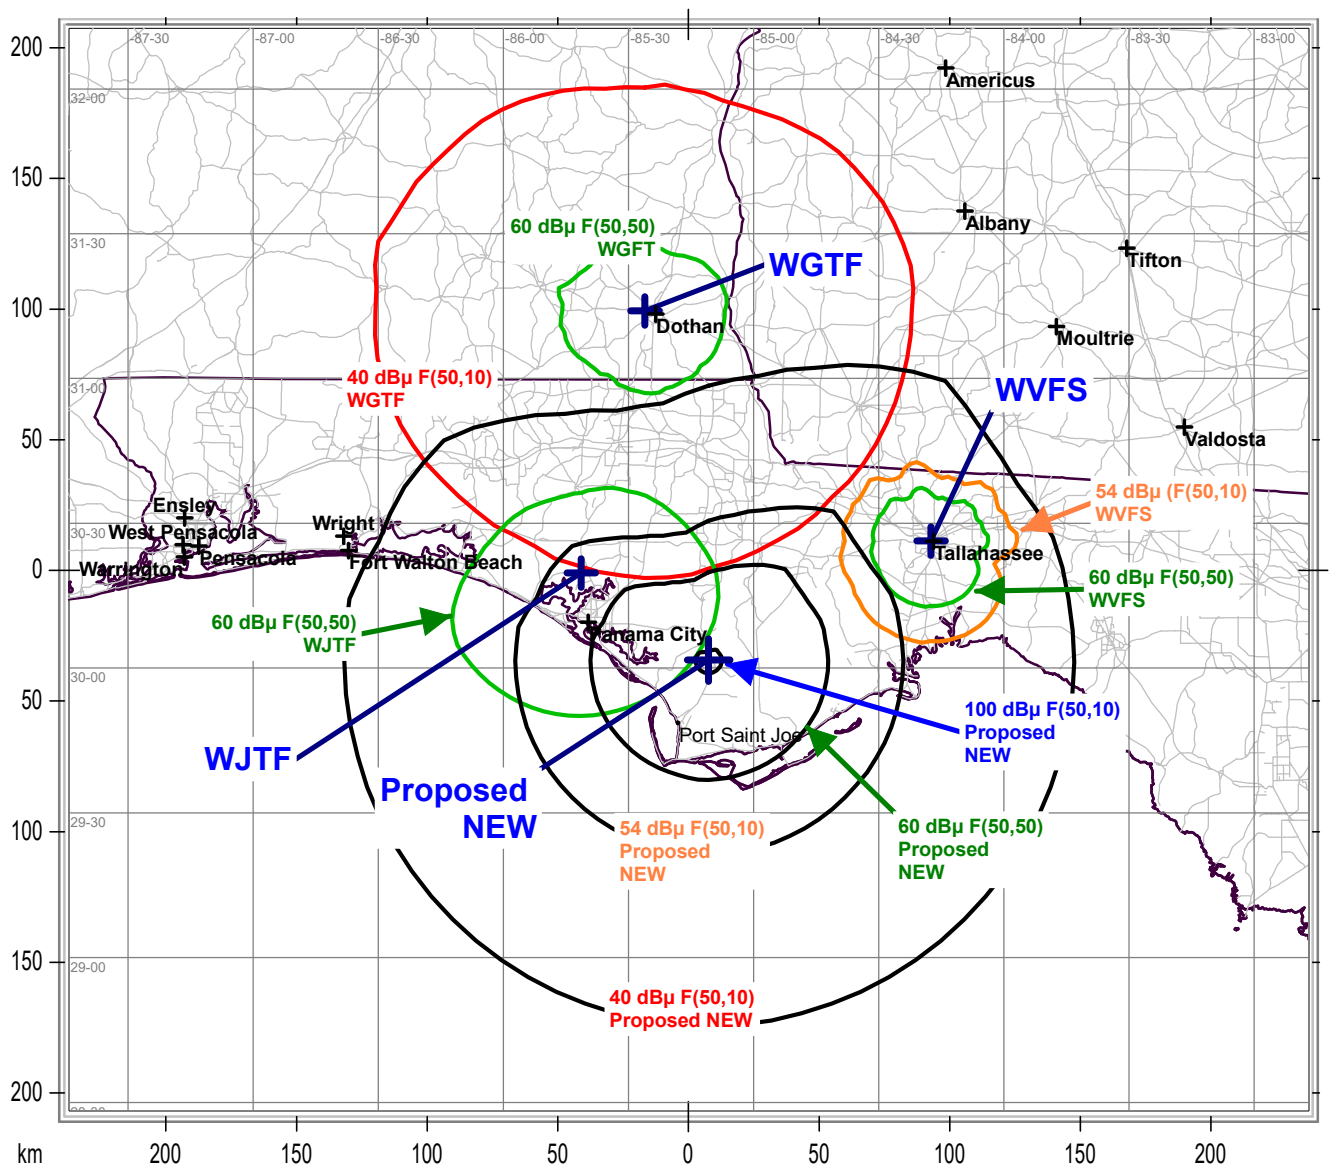 -87-30
-87-00
-86-30
-86-00
-85-30
-85-00
-84-30
-84-00
-83-30
-83-00
200
Americus
32-00
150
Albany
60 dBµ F(50,50)
WGFT
31-30
Tifton
WGTF
100
Dothan
Moultrie
40 dBµ F(50,10)
WGTF
31-00
WVFS
50
Valdosta
54 dBµ (F(50,10)
WVFS
Ensley
Wright
30-30
West Pensacola
Pensacola
Warrington
Fort Walton Beach
Tallahassee
0
60 dBµ F(50,50)
WVFS
60 dBµ F(50,50)
WJTF
Panama City
30-00
50
100 dBµ F(50,10)
Proposed
NEW
Port Saint Joe
WJTF
Proposed
NEW
100
29-30
54 dBµ F(50,10)
Proposed
NEW
60 dBµ F(50,50)
Proposed
NEW
150
29-00
40 dBµ F(50,10)
Proposed NEW
200
km
200
150
100
50
0
50
100
150
200